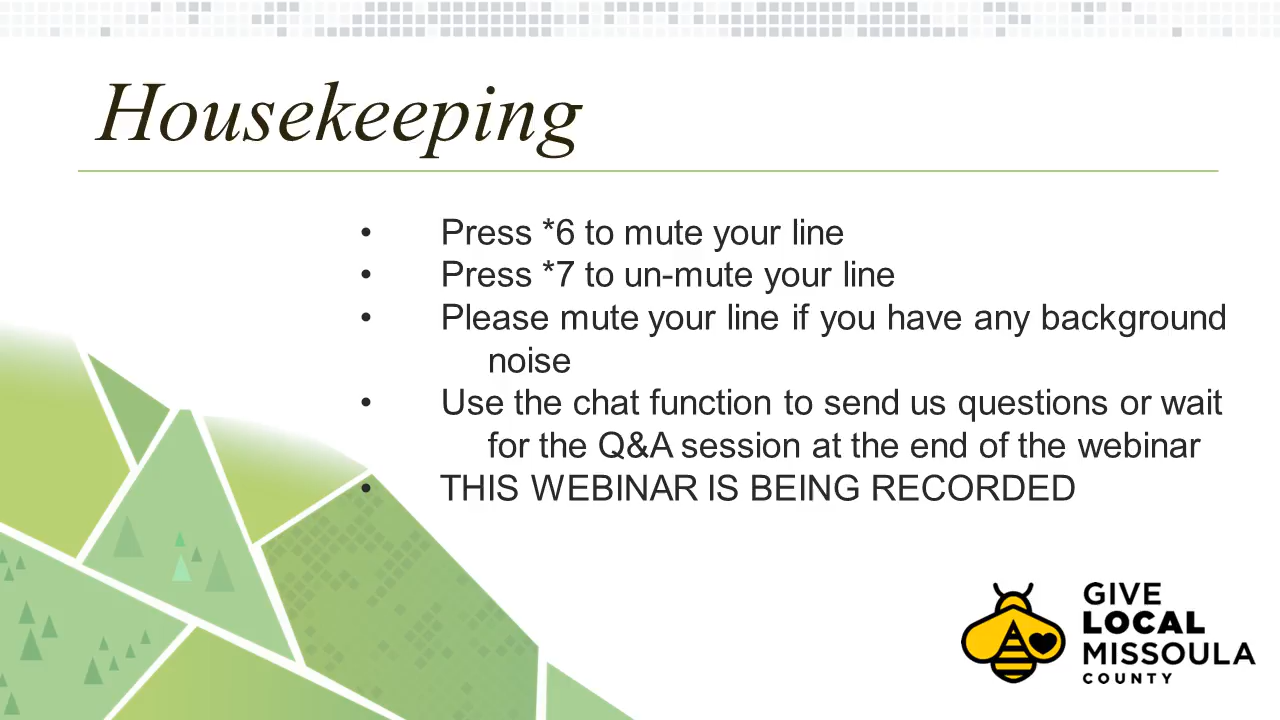 Housekeeping
• Press *6 to mute your line
• Press *7 to un-mute your line
• Please mute your line if you have any background
noise
• Use the chat function to send us questions or wait
for the Q&A session at the end of the webinar
• THIS WEBINAR IS BEING RECORDED
GIVE
LOCAL
MISSOULA
COUNTY